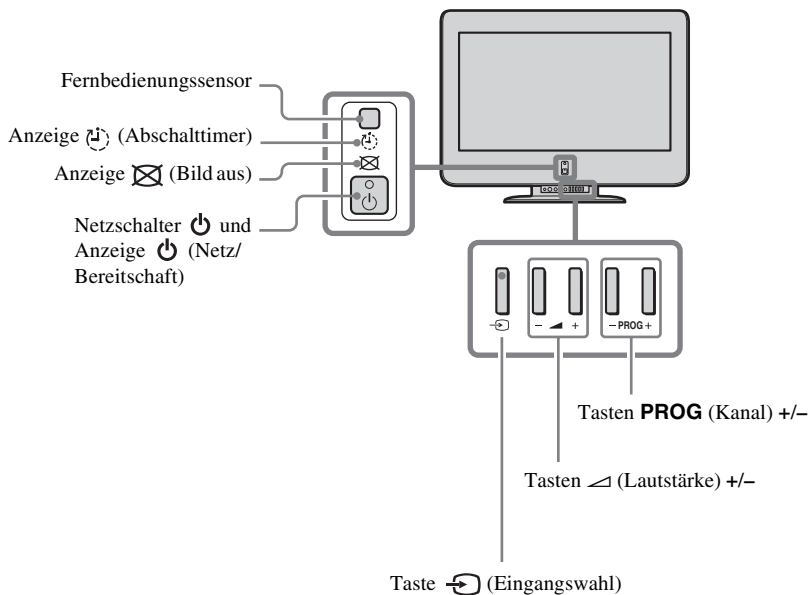 Fernbedienungssensor
Anzeige (Abschalttimer)
Anzeige (Bild aus)
Netzschalter und
Anzeige (Netz/
Bereitschaft)
– + – PROG +
Tasten PROG (Kanal) +/–
Tasten (Lautstärke) +/–
Taste (Eingangswahl)